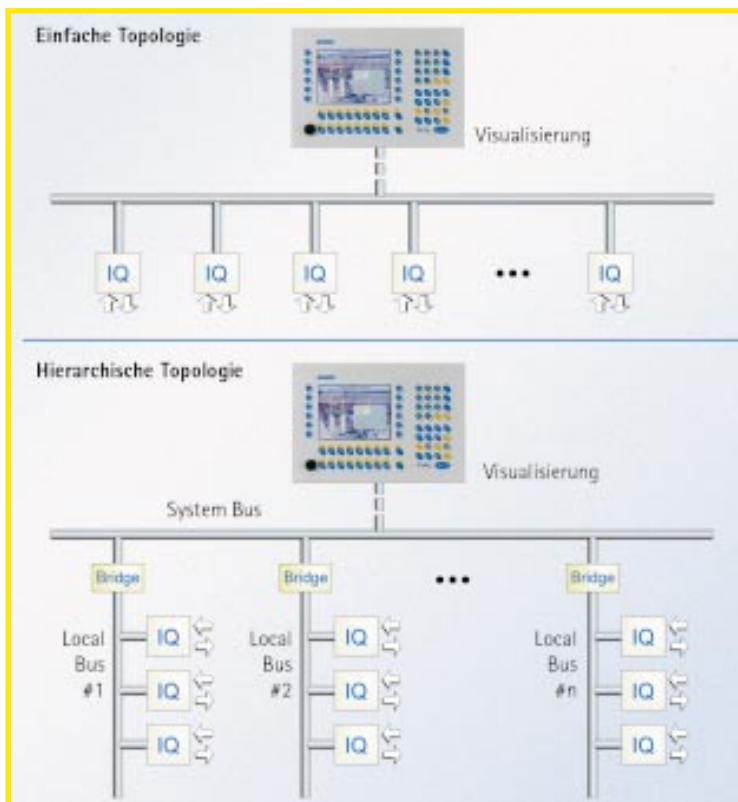 Einfache Topologie
Visualisierung
IQ IQ IQ IQ ••• IQ
Hierarchische Topologie
Visualisierung
System Bus
Bridge Bridge ••• Bridge
Local Bus #1
IQ
IQ
IQ
Local Bus #2
IQ
IQ
IQ
Local Bus #n
IQ
IQ
IQ